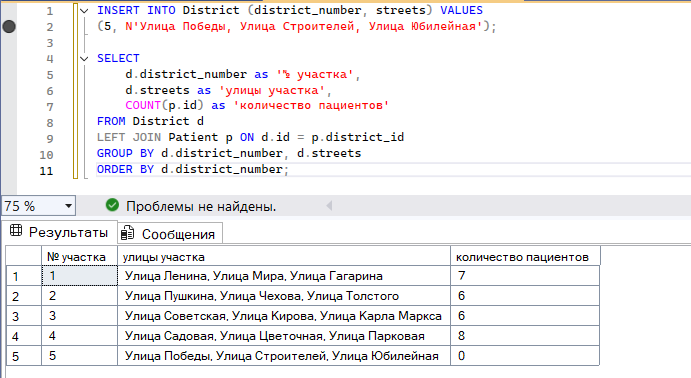 1 INSERT INTO District (district_number, streets) VALUES
2 (5, N'Улица Победы, Улица Строителей, Улица Юбилейная');
3
4 SELECT
5 d.district_number as '№ участка',
6 d.streets as 'улицы участка',
7 COUNT(p.id) as 'количество пациентов'
8 FROM District d
9 LEFT JOIN Patient p ON d.id = p.district_id
10 GROUP BY d.district_number, d.streets
11 ORDER BY d.district_number;
75 % Проблемы не найдены.
Результаты Сообщения
№ участка улицы участка количество пациентов
1 1 Улица Ленина, Улица Мира, Улица Гагарина 7
2 2 Улица Пушкина, Улица Чехова, Улица Толстого 6
3 3 Улица Советская, Улица Кирова, Улица Карла Маркса 6
4 4 Улица Садовая, Улица Цветочная, Улица Парковая 8
5 5 Улица Победы, Улица Строителей, Улица Юбилейная 0